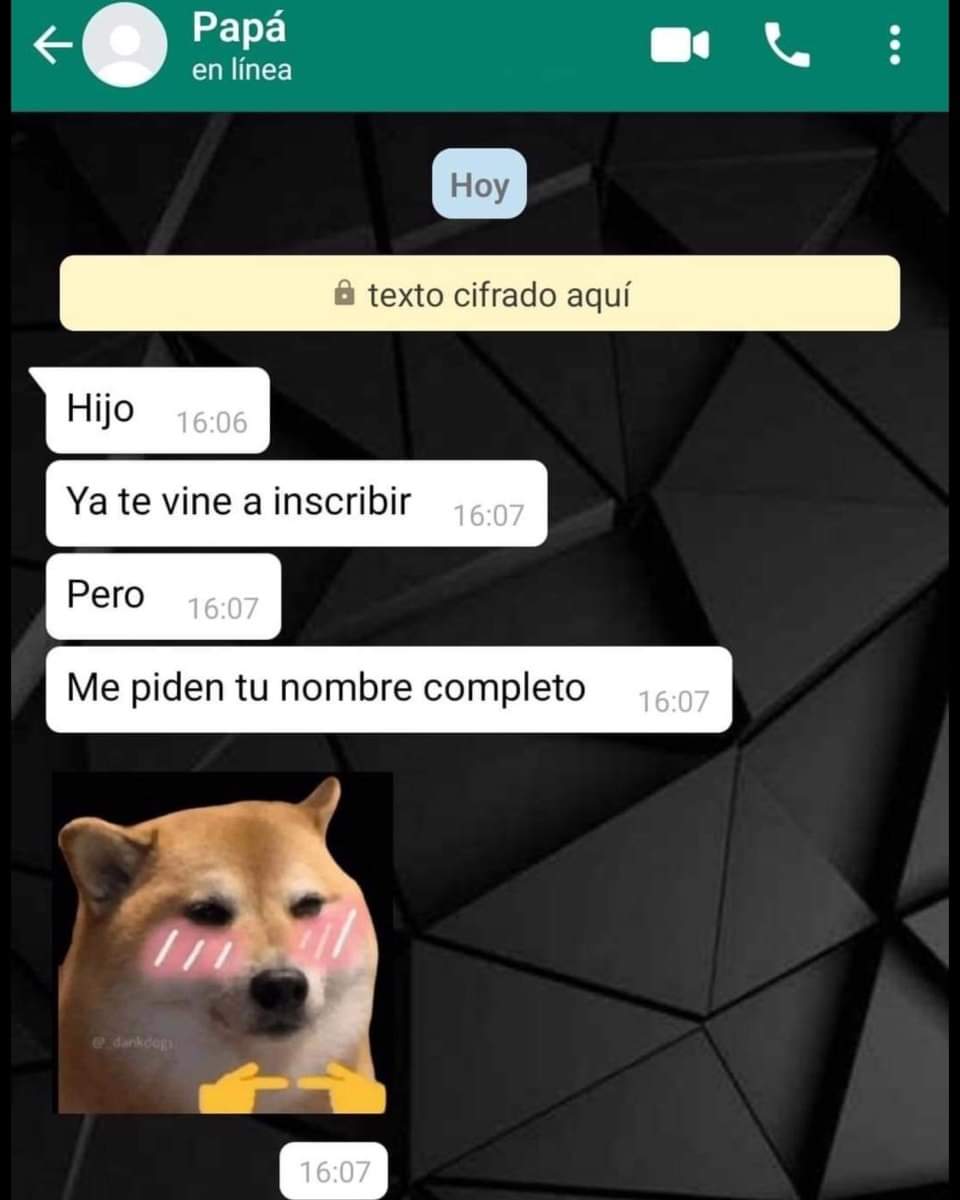 Papá
en línea
Hoy
texto cifrado aquí
Hijo 16:06
Ya te vine a inscribir 16:07
Pero 16:07
Me piden tu nombre completo 16:07
@_dankdogs
16:07